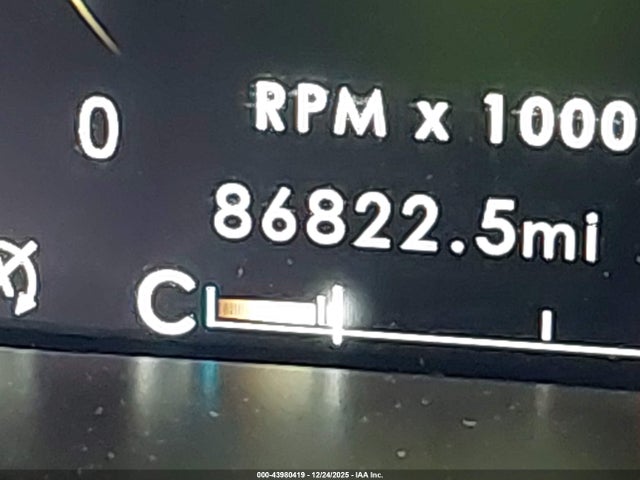 RPM x 1000
0
86822.5mi
C
000-43980419 - 12/24/2025 - IAA Inc.